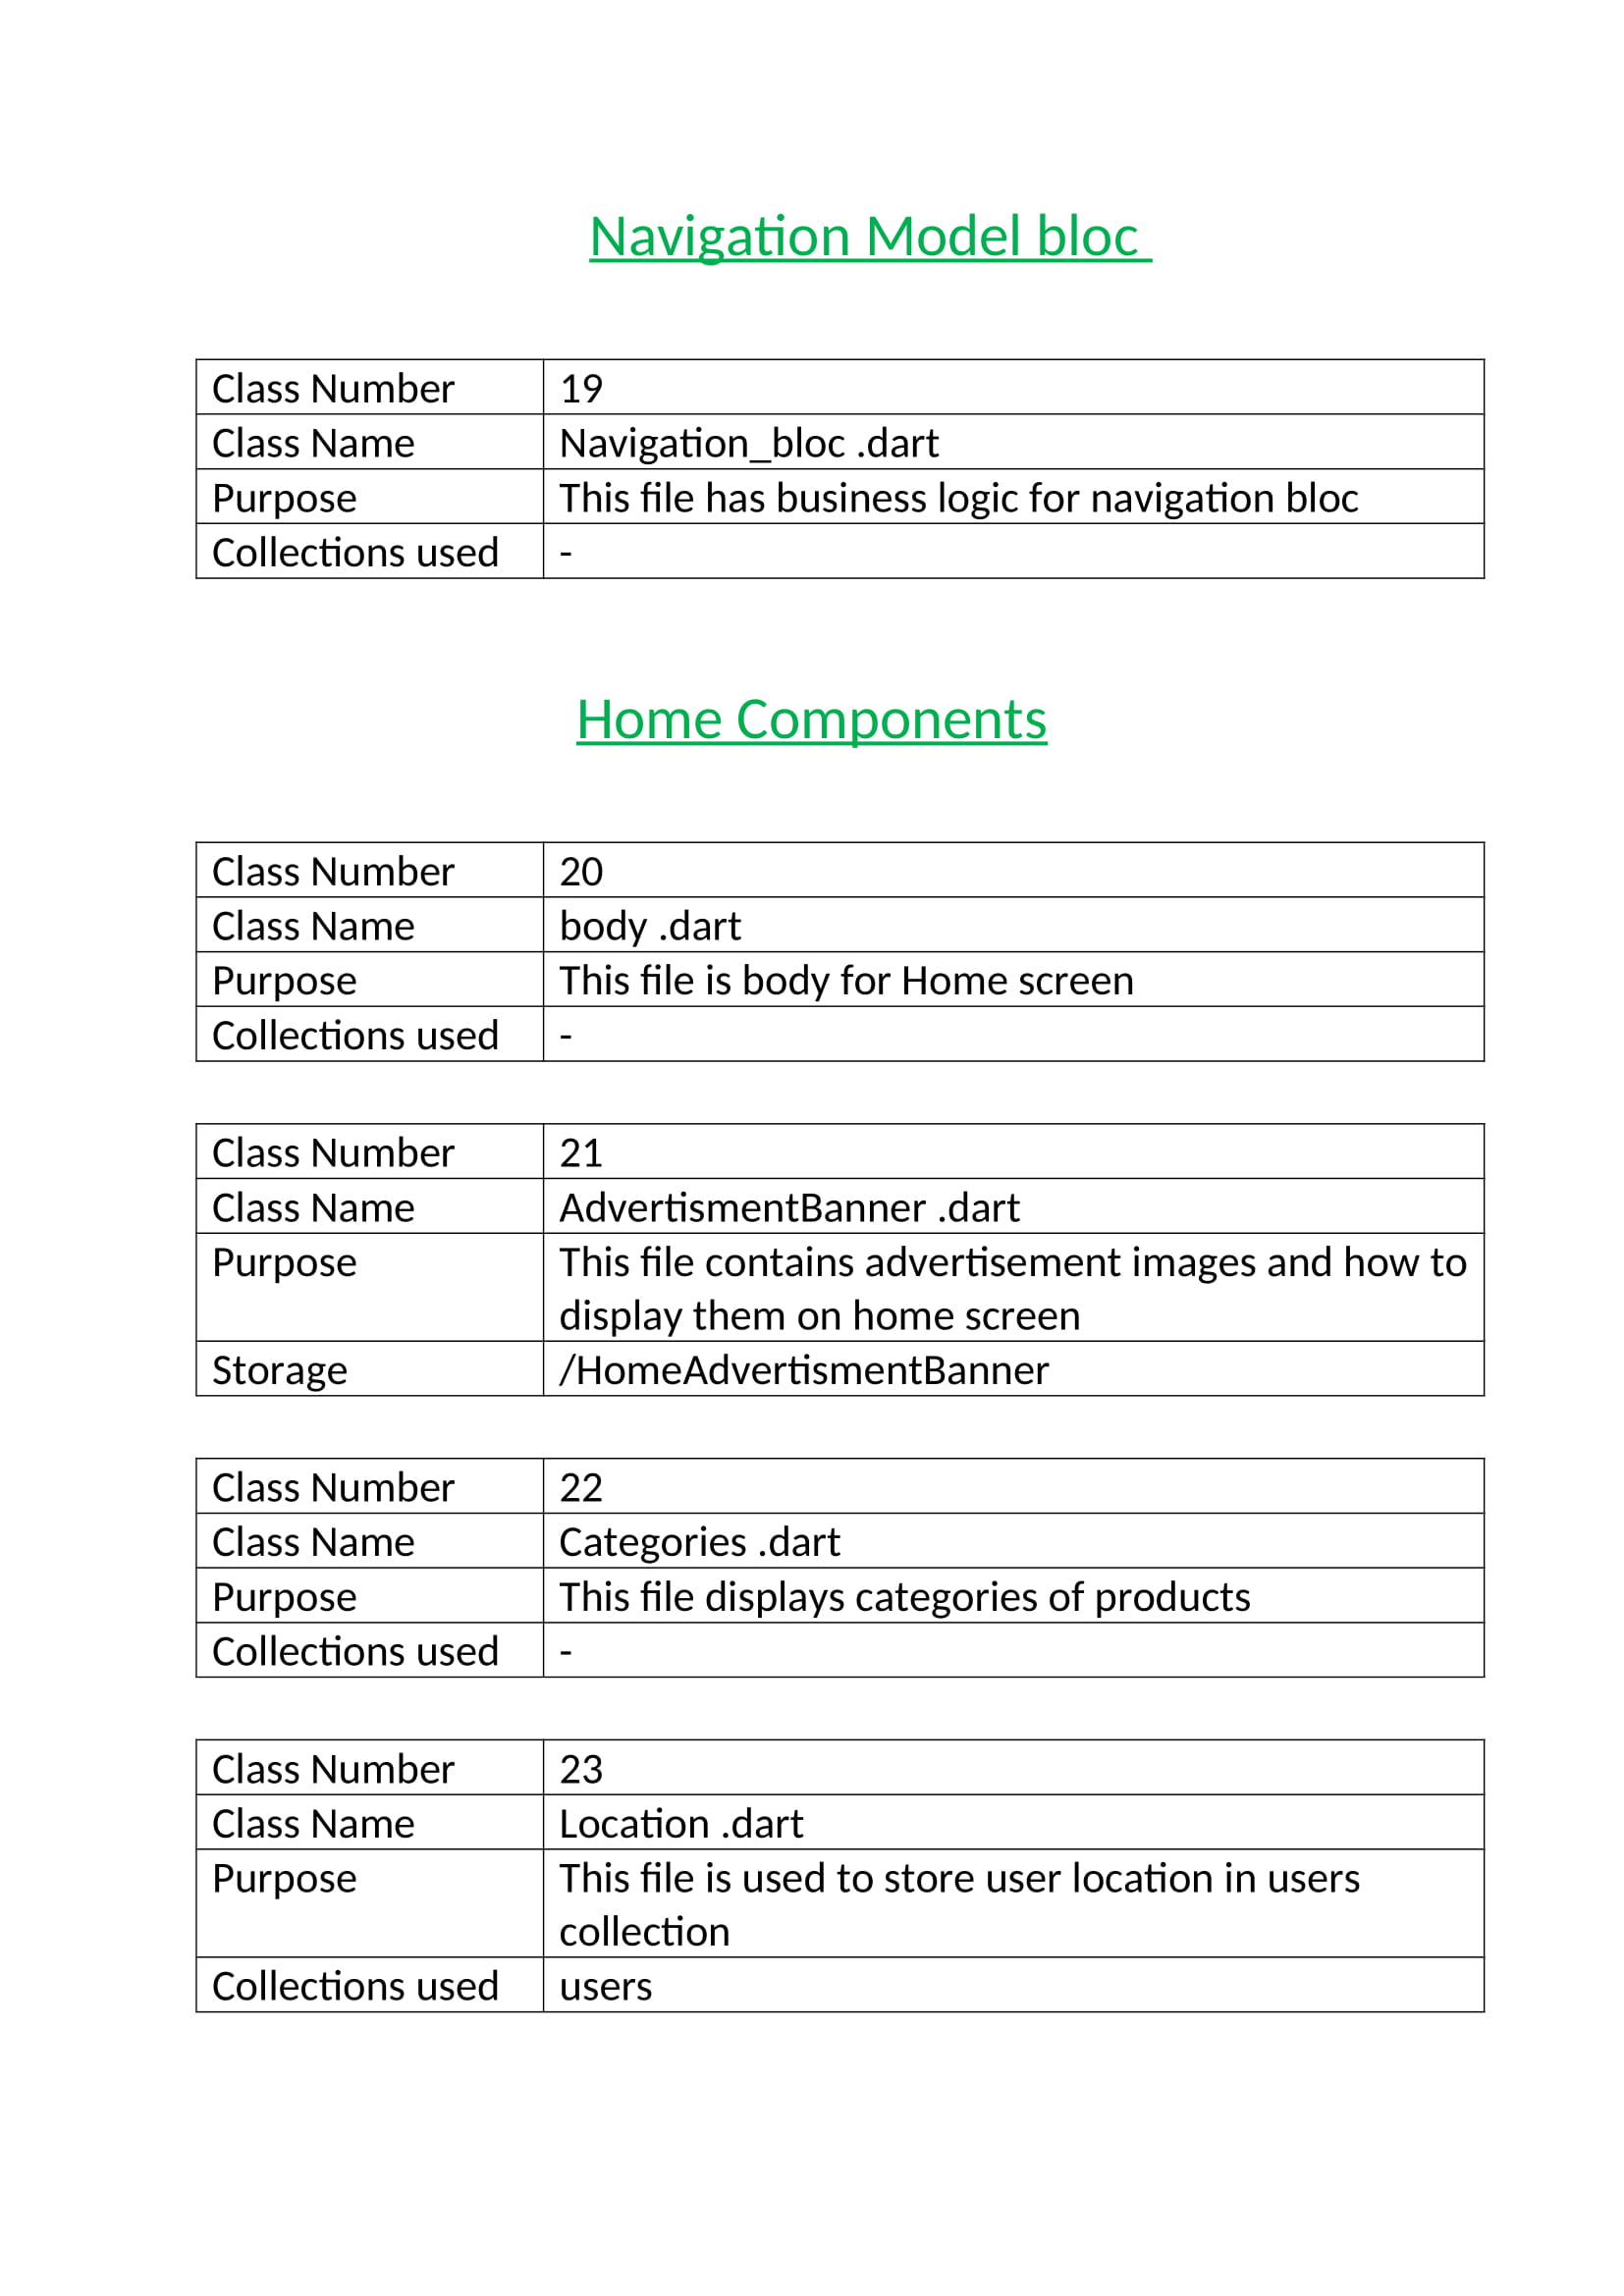 Navigation Model bloc
Class Number 19
Class Name Navigation_bloc .dart
Purpose This file has business logic for navigation bloc
Collections used -
Home Components
Class Number 20
Class Name body .dart
Purpose This file is body for Home screen
Collections used -
Class Number 21
Class Name AdvertismentBanner .dart
Purpose This file contains advertisement images and how to
display them on home screen
Storage /HomeAdvertismentBanner
Class Number 22
Class Name Categories .dart
Purpose This file displays categories of products
Collections used -
Class Number 23
Class Name Location .dart
Purpose This file is used to store user location in users
collection
Collections used users